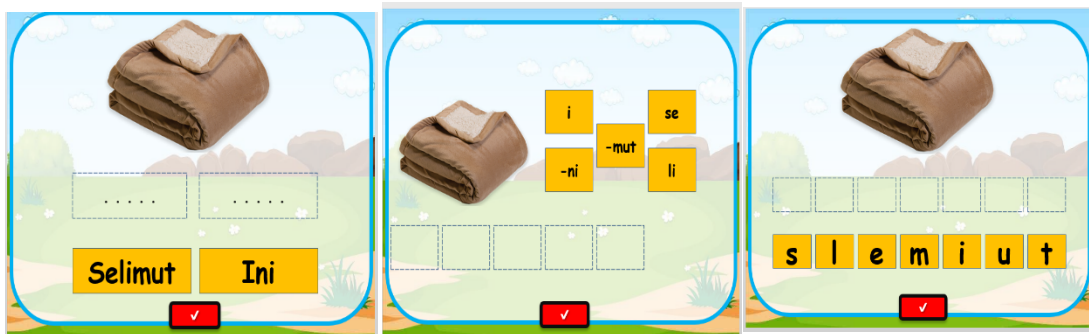 . . . . . . . . . .
Selimut Ini
i se
-mut
-ni li
s l e m i u t